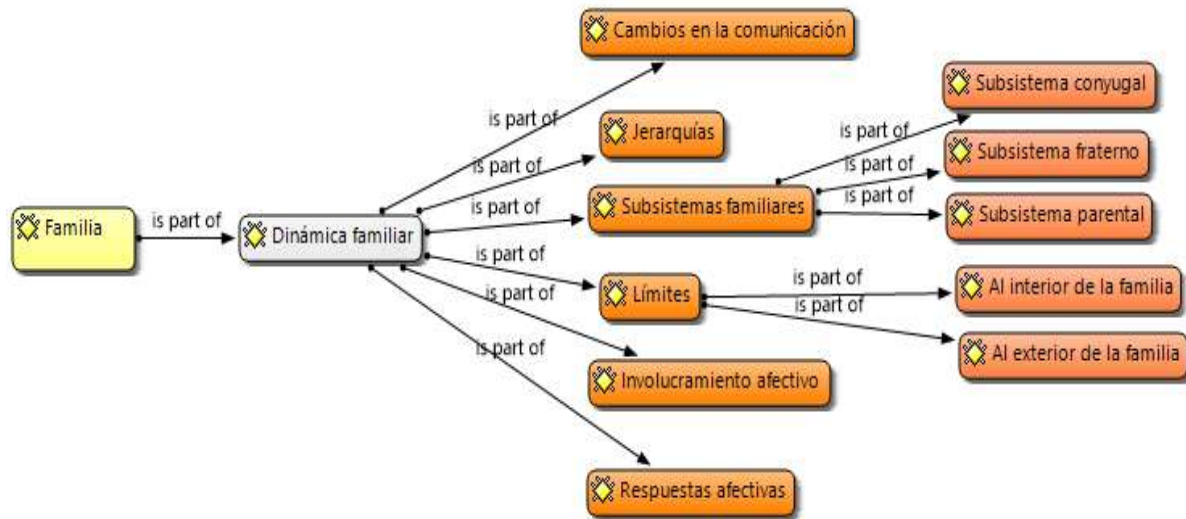 Cambios en la comunicación
Subsistema conyugal
is part of
is part of
Jerarquías
Subsistema fraterno
is part of
is part of
is part of
Subsistemas familiares
Subsistema parental
Familia
is part of
Dinámica familiar
is part of
is part of
Límites
is part of
Al interior de la familia
is part of
is part of
Al exterior de la familia
is part of
Involucramiento afectivo
Respuestas afectivas